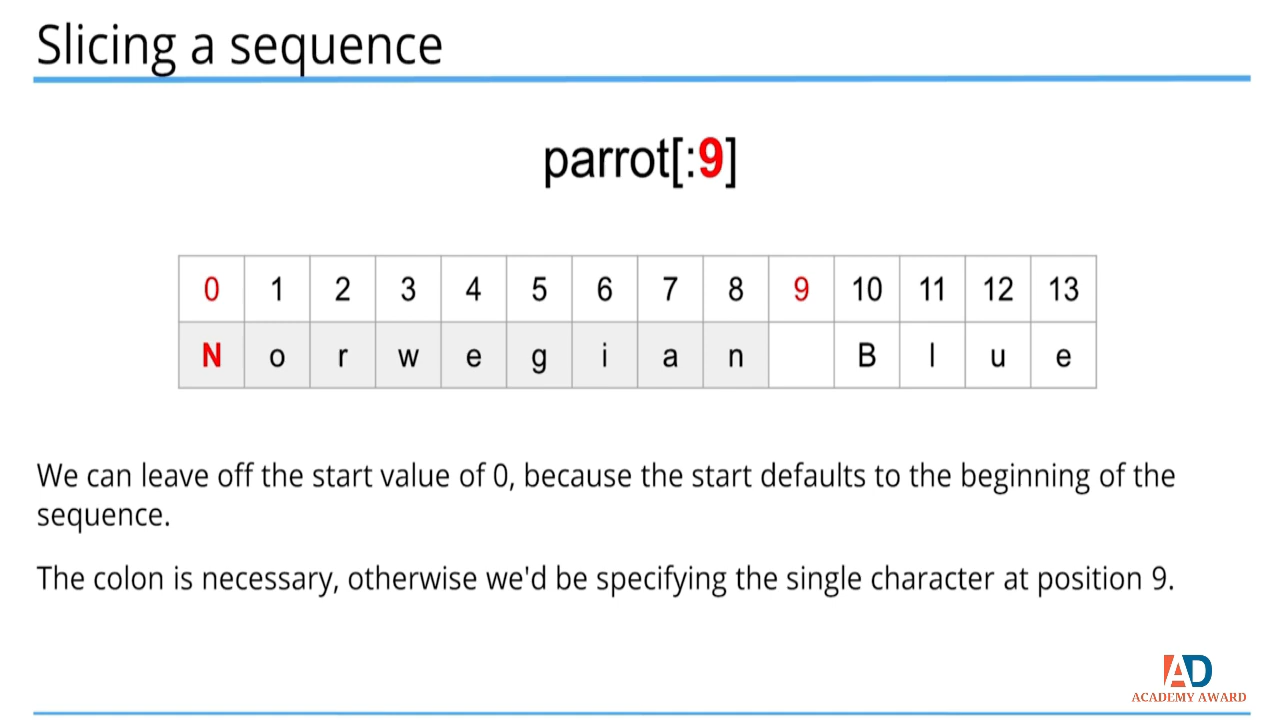 Slicing a sequence
parrot[:9]
0 1 2 3 4 5 6 7 8 9 10 11 12 13
N o r w e g i a n B l u e
We can leave off the start value of 0, because the start defaults to the beginning of the
sequence.
The colon is necessary, otherwise we'd be specifying the single character at position 9.
AD
ACADEMY AWARD